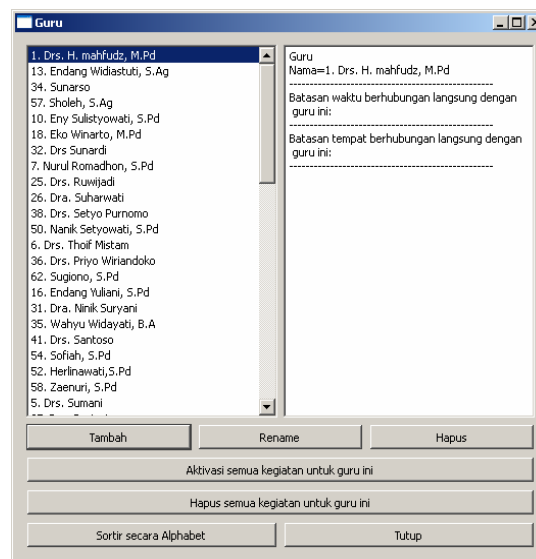 Guru
1. Drs. H. mahfudz, M.Pd
13. Endang Widiastuti, S.Ag
34. Sunarso
57. Sholeh, S.Ag
10. Eny Sulistyowati, S.Pd
18. Eko Winarto, M.Pd
32. Drs Sunardi
7. Nurul Romadhon, S.Pd
25. Drs. Ruwijadi
26. Dra. Suharwati
38. Drs. Setyo Purnomo
50. Nanik Setyowati, S.Pd
6. Drs. Thoif Mistam
36. Drs. Priyo Wiriandoko
62. Sugiono, S.Pd
16. Endang Yuliani, S.Pd
31. Dra. Ninik Suryani
35. Wahyu Widayati, B.A
41. Drs. Santoso
54. Sofiah, S.Pd
52. Herlinawati,S.Pd
58. Zaenuri, S.Pd
5. Drs. Sumani
Guru
Nama=1. Drs. H. mahfudz, M.Pd
--------------------------------------------------
Batasan waktu berhubungan langsung dengan
guru ini:
--------------------------------------------------
Batasan tempat berhubungan langsung dengan
guru ini:
--------------------------------------------------
Tambah
Rename
Hapus
Aktivasi semua kegiatan untuk guru ini
Hapus semua kegiatan untuk guru ini
Sortir secara Alphabet
Tutup